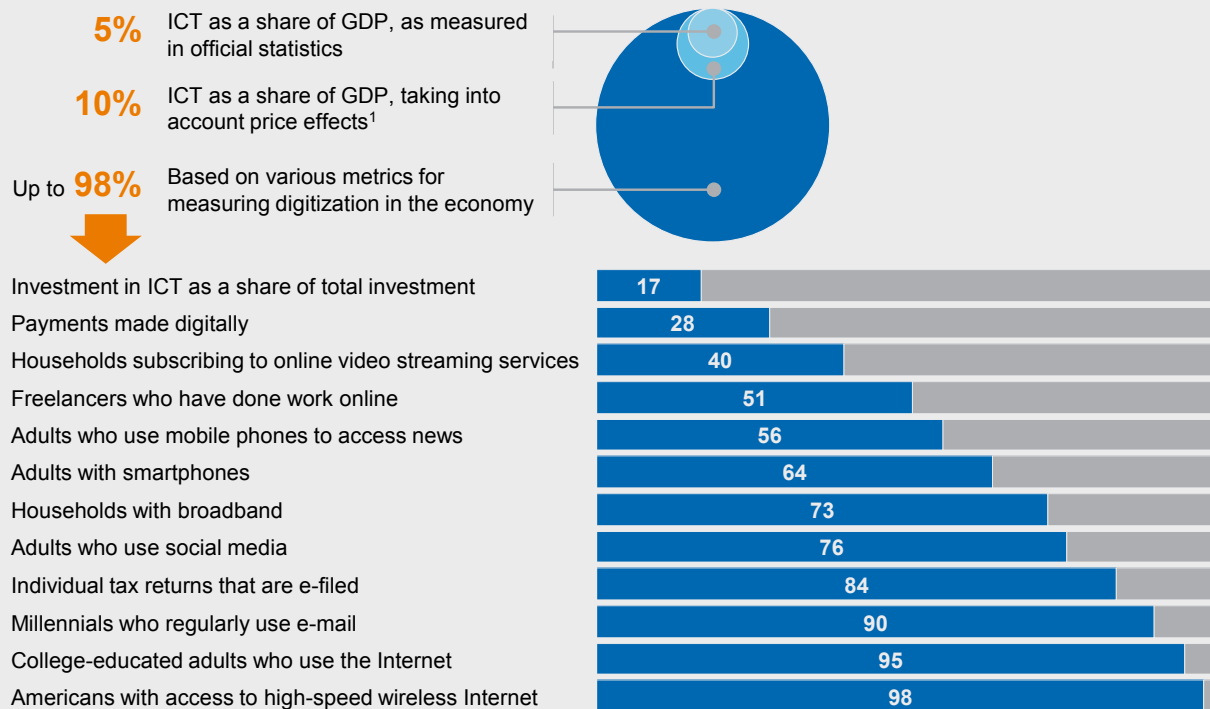 5% ICT as a share of GDP, as measured
in official statistics
10% ICT as a share of GDP, taking into
account price effects¹
Up to 98% Based on various metrics for
measuring digitization in the economy
Investment in ICT as a share of total investment 17
Payments made digitally 28
Households subscribing to online video streaming services 40
Freelancers who have done work online 51
Adults who use mobile phones to access news 56
Adults with smartphones 64
Households with broadband 73
Adults who use social media 76
Individual tax returns that are e-filed 84
Millennials who regularly use e-mail 90
College-educated adults who use the Internet 95
Americans with access to high-speed wireless Internet 98